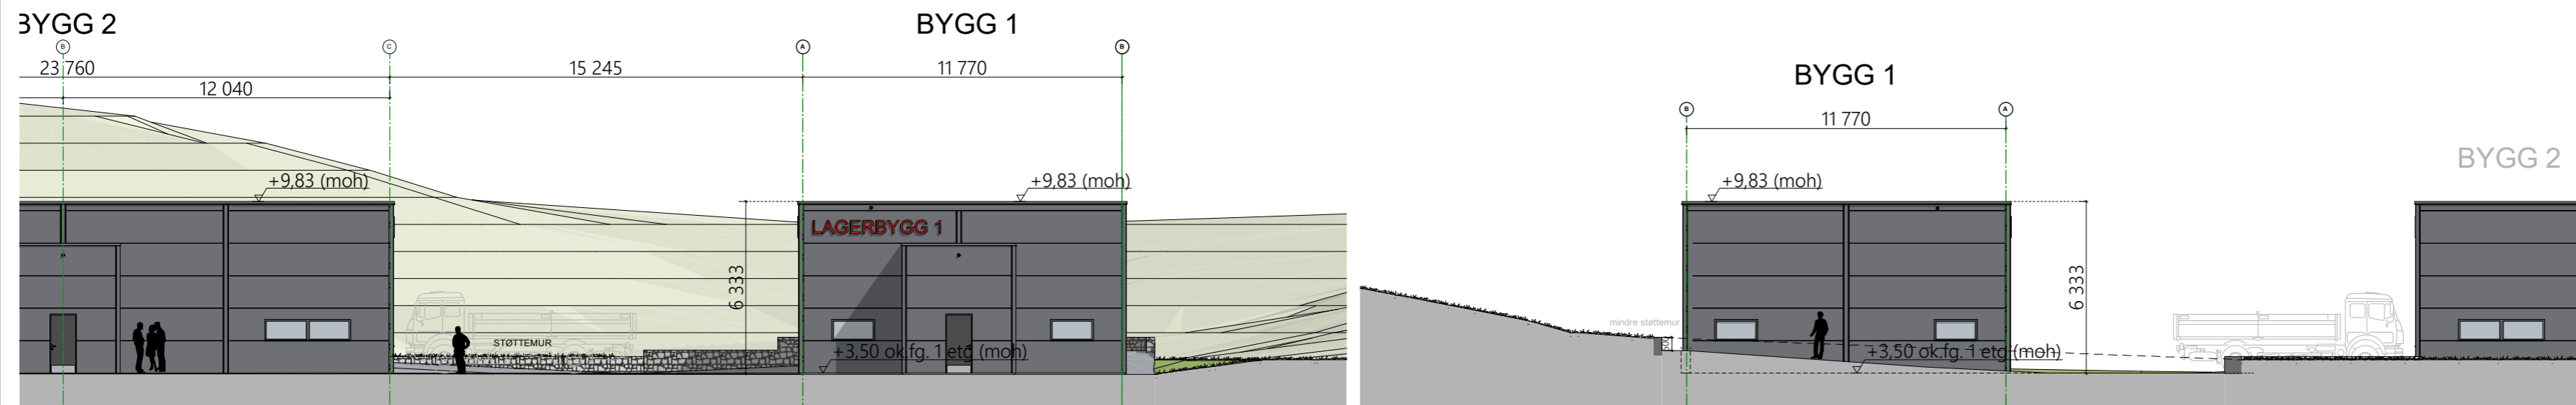 BYGG 2
BYGG 1
B
C
A
B
23 760
15 245
11 770
12 040
+9,83 (moh)
+9,83 (moh)
LAGERBYGG 1
6 333
STØTTEMUR
+3,50 ok.fg. 1 etg (moh)
BYGG 1
B
A
11 770
BYGG 2
+9,83 (moh)
6 333
mindre støttemur
+3,50 ok.fg. 1 etg (moh)